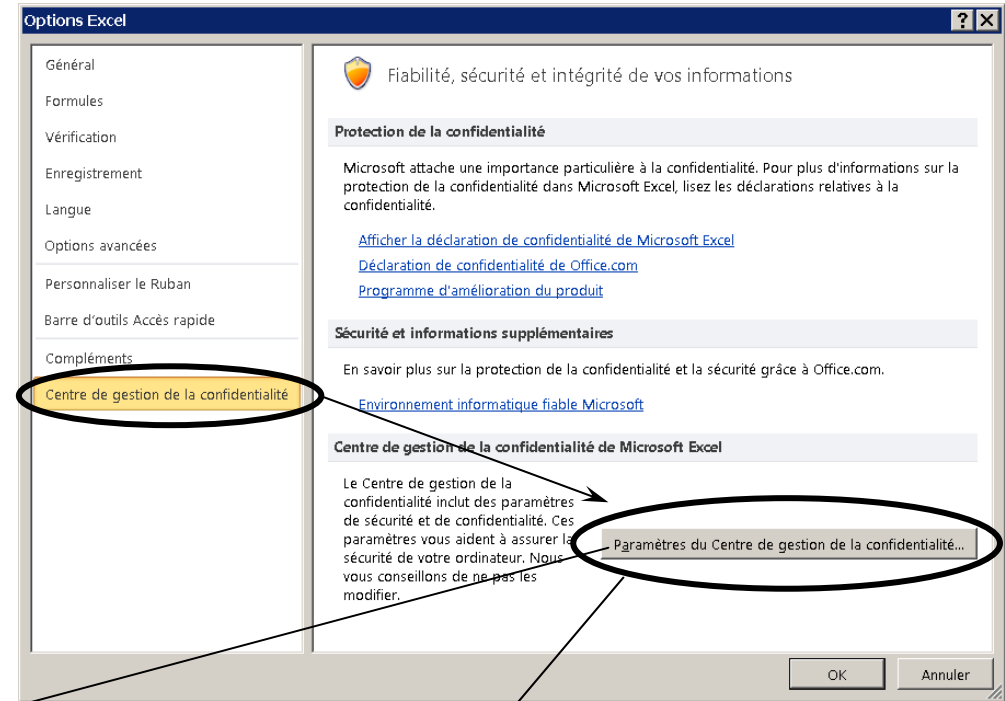 Options Excel
Général
Formules
Vérification
Enregistrement
Langue
Options avancées
Personnaliser le Ruban
Barre d'outils Accès rapide
Compléments
Centre de gestion de la confidentialité
Fiabilité, sécurité et intégrité de vos informations
Protection de la confidentialité
Microsoft attache une importance particulière à la confidentialité. Pour plus d'informations sur la
protection de la confidentialité dans Microsoft Excel, lisez les déclarations relatives à la
confidentialité.
Afficher la déclaration de confidentialité de Microsoft Excel
Déclaration de confidentialité de Office.com
Programme d'amélioration du produit
Sécurité et informations supplémentaires
En savoir plus sur la protection de la confidentialité et la sécurité grâce à Office.com.
Environnement informatique fiable Microsoft
Centre de gestion de la confidentialité de Microsoft Excel
Le Centre de gestion de la
confidentialité inclut des paramètres
de sécurité et de confidentialité. Ces
paramètres vous aident à assurer la
sécurité de votre ordinateur. Nous
vous conseillons de ne pas les
modifier.
Paramètres du Centre de gestion de la confidentialité...
OK
Annuler